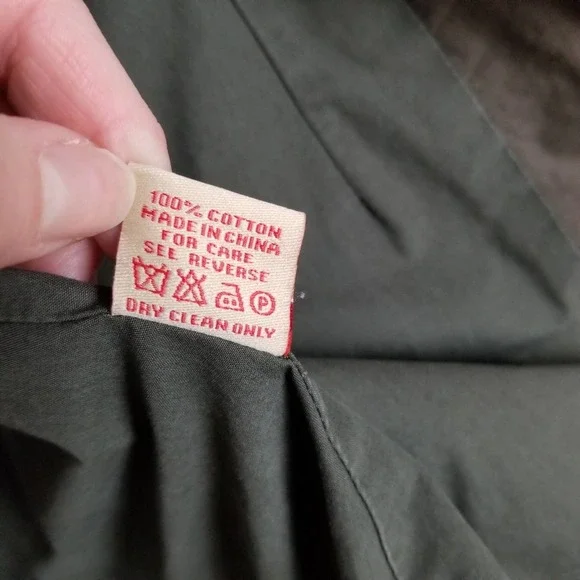 100% COTTON
MADE IN CHINA
FOR CARE
SEE REVERSE
P
DRY CLEAN ONLY